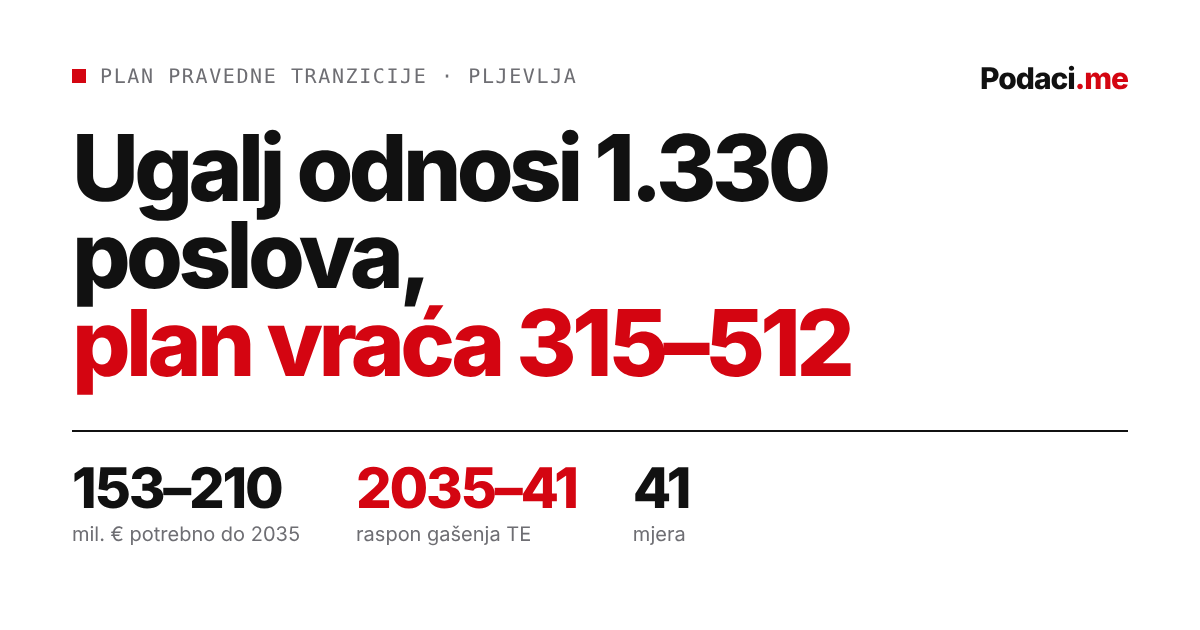 PLAN PRAVEDNE TRANZICIJE · PLJEVLJA
Podaci.me
Ugalj odnosi 1.330
poslova,
plan vraća 315–512
153–210
mil. € potrebno do 2035
2035–41
raspon gašenja TE
41
mjera